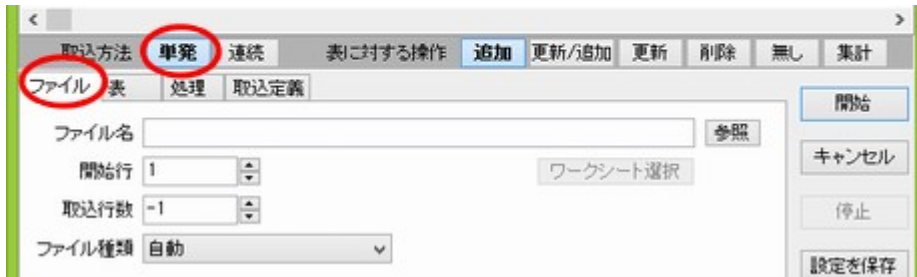 取込方法 単発 連続 表に対する操作 追加 更新/追加 更新 削除 無し 集計
ファイル 表 処理 取込定義
開始
ファイル名 参照
キャンセル
開始行 1 ワークシート選択
取込行数 -1
停止
ファイル種類 自動
設定を保存